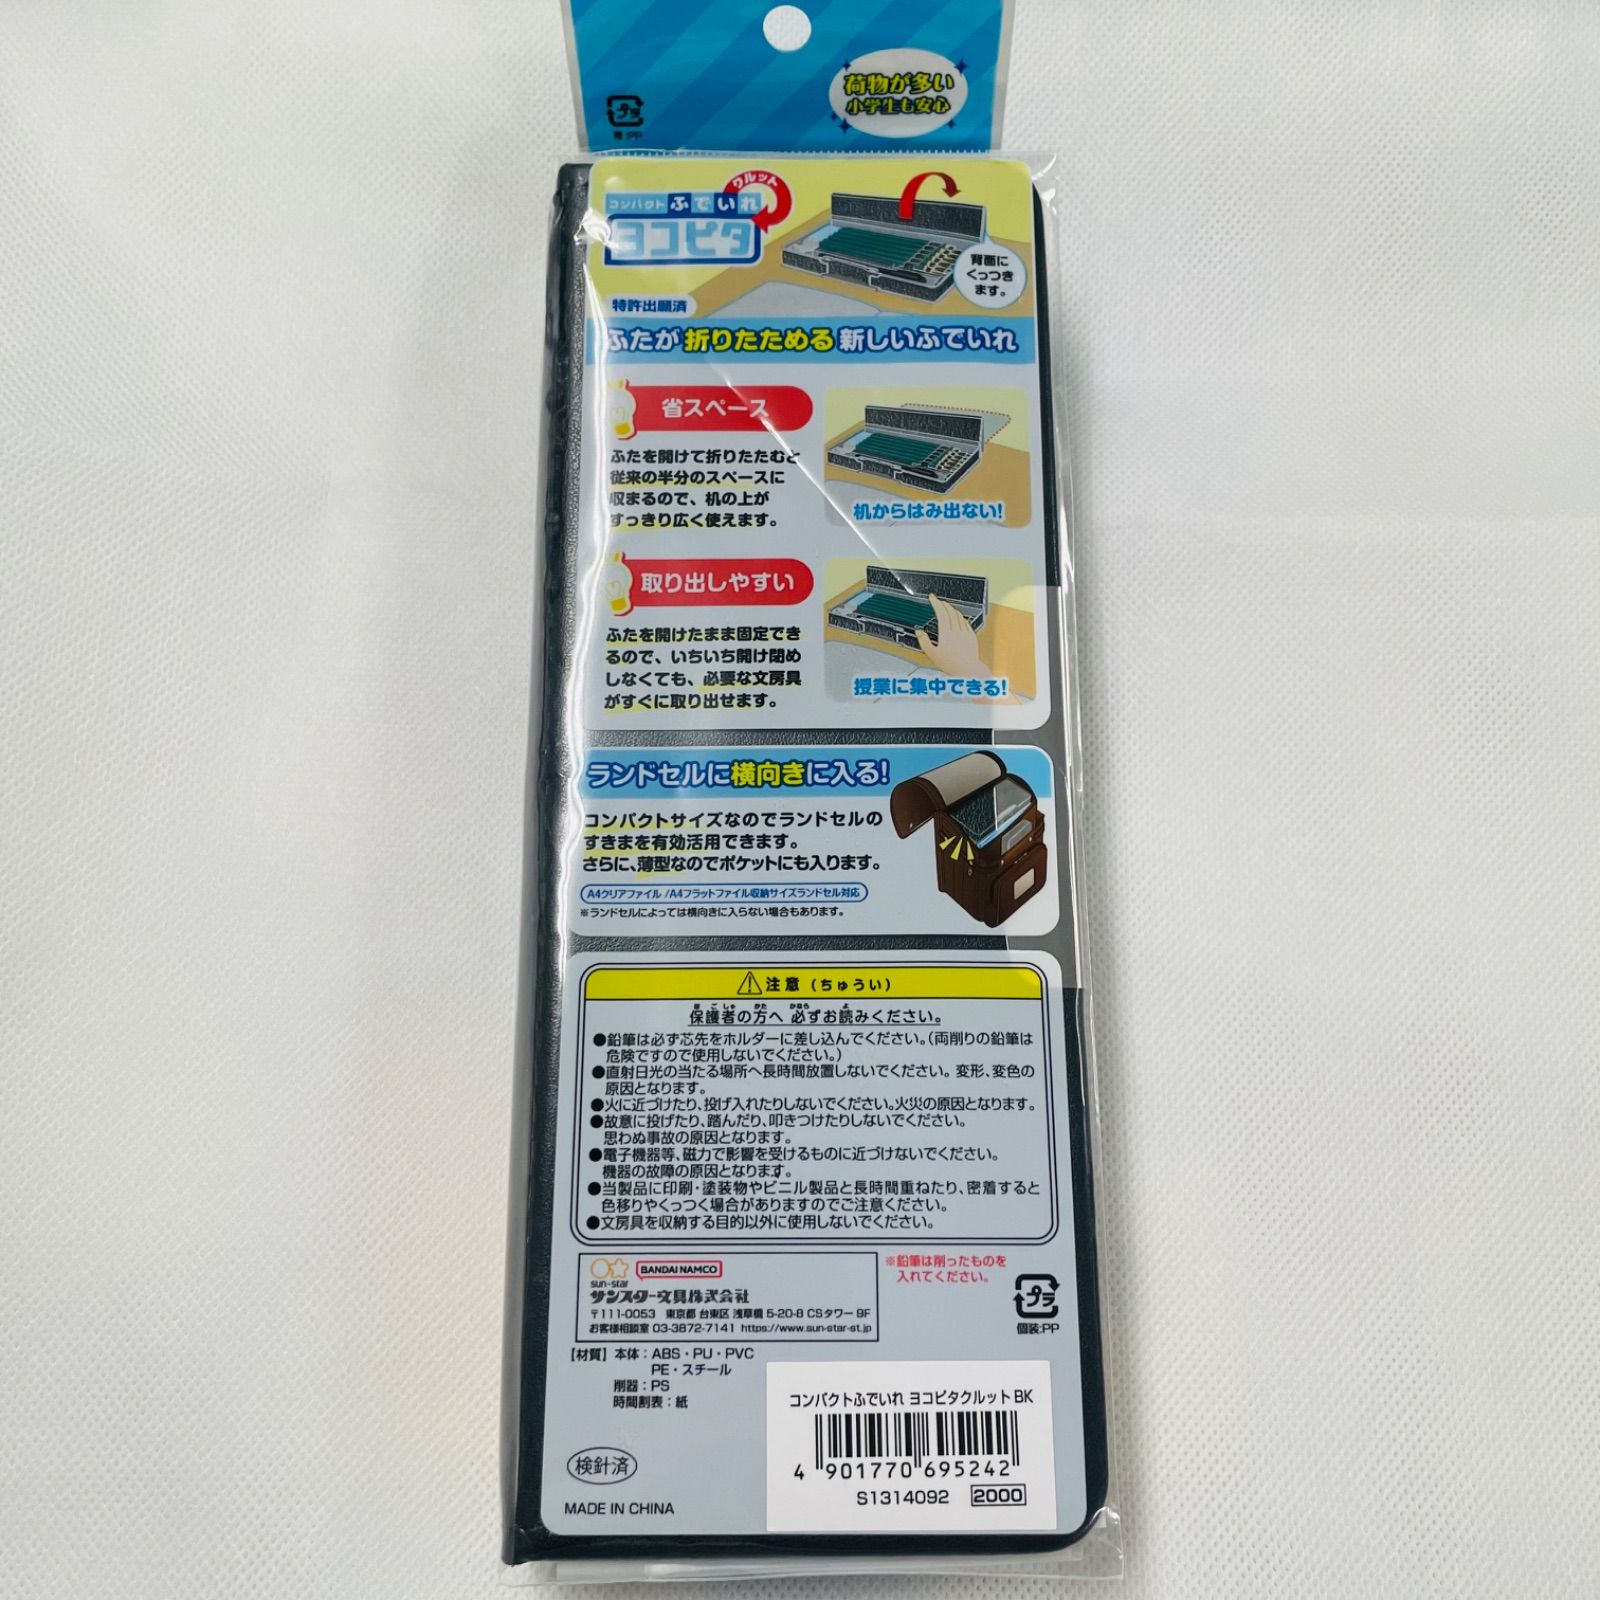 荷物が多い
小学生も安心
プラ
クルット
コンパクト ふでいれ
ヨコピタ
背面に
くっつき
ます。
特許出願済
ふたが 折りたためる 新しいふでいれ
省スペース
ふたを開けて折りたたむと
従来の半分のスペースに
収まるので、机の上が
すっきり広く使えます。
机からはみ出ない!
取り出しやすい
ふたを開けたまま固定でき
るので、いちいち開け閉め
しなくても、必要な文房具
がすぐに取り出せます。
授業に集中できる!
ランドセルに横向きに入る!
コンパクトサイズなのでランドセルの
すきまを有効活用できます。
さらに、薄型なのでポケットにも入ります。
A4クリアファイル/A4フラットファイル収納サイズランドセル対応
※ランドセルによっては横向きに入らない場合もあります。
注意(ちゅうい)
ほごしゃ かた かなら よ
保護者の方へ 必ずお読みください。
●鉛筆は必ず芯先をホルダーに差し込んでください。(両削りの鉛筆は
危険ですので使用しないでください。)
●直射日光の当たる場所へ長時間放置しないでください。変形、変色の
原因となります。
●火に近づけたり、投げ入れたりしないでください。火災の原因となります。
●故意に投げたり、踏んだり、叩きつけたりしないでください。
思わぬ事故の原因となります。
●電子機器等、磁力で影響を受けるものに近づけないでください。
機器の故障の原因となります。
●当製品に印刷・塗装物やビニル製品と長時間重ねたり、密着すると
色移りやくっつく場合がありますのでご注意ください。
●文房具を収納する目的以外に使用しないでください。
sun-star BANDAI NAMCO
サンスター文具株式会社
〒111-0053 東京都 台東区 浅草橋 5-20-8 CSタワー 9F
お客様相談室 03-3872-7141 https://www.sun-star-st.jp
※鉛筆は削ったものを
入れてください。
プラ
個装:PP
【材質】本体:ABS・PU・PVC
PE・スチール
削器:PS
時間割表:紙
検針済
MADE IN CHINA
コンパクトふでいれ ヨコピタクルット BK
4 901770 695242
S1314092 2000